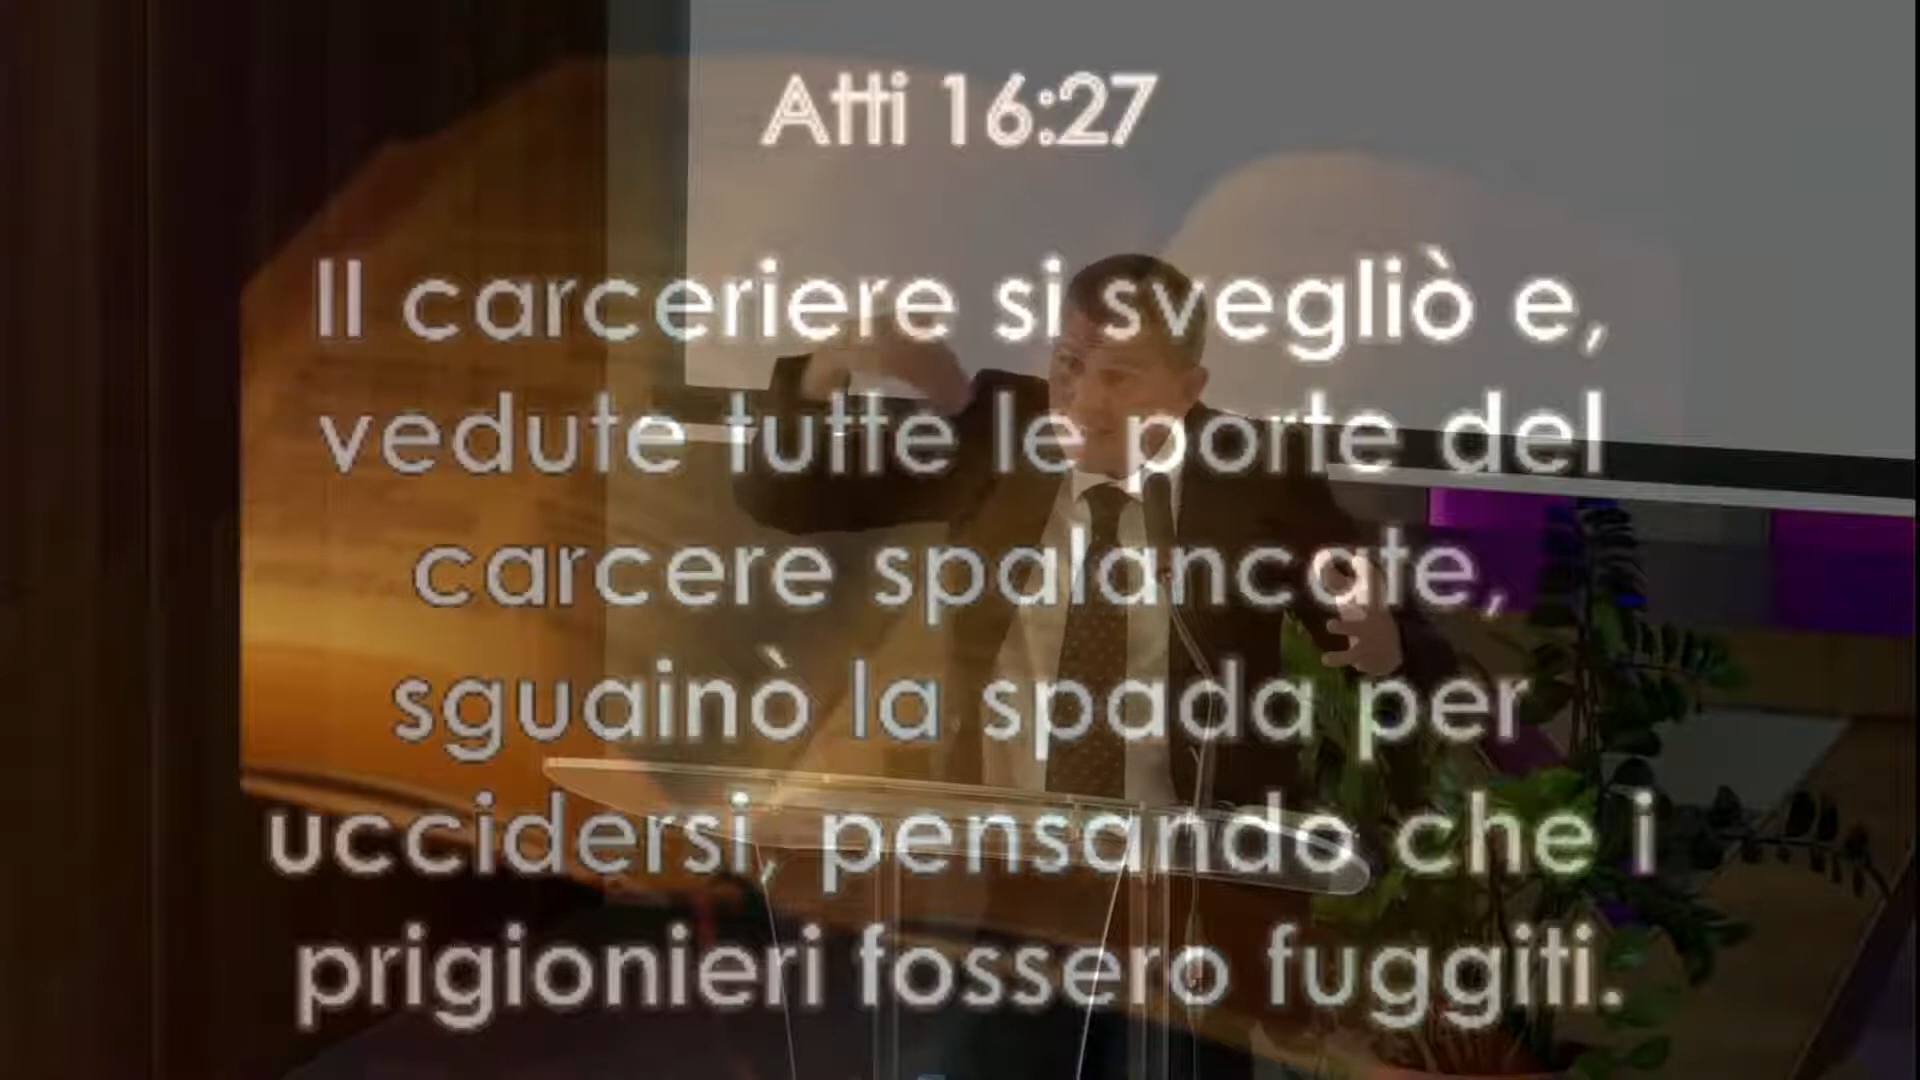 Atti 16:27
Il carceriere si svegliò e,
vedute tutte le porte del
carcere spalancate,
sguainò la spada per
uccidersi, pensando che i
prigionieri fossero fuggiti.